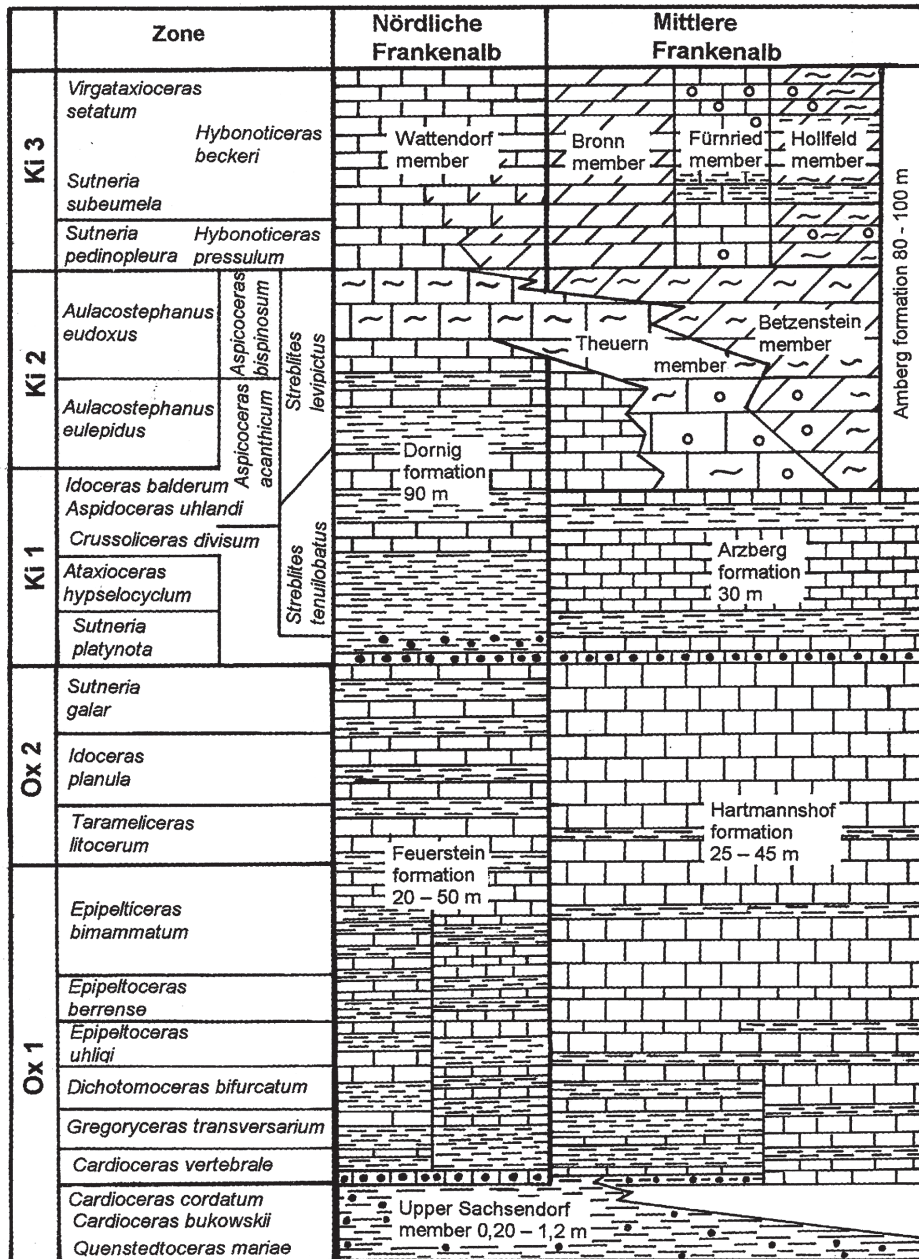 Zone
Nördliche
Frankenalb
Mittlere
Frankenalb
Ki 3
Virgataxioceras
setatum
Hybonoticeras
beckeri
Sutneria
subeumela
Sutneria
pedinopleura
Hybonoticeras
pressulum
Wattendorf
member
Bronn
member
Fürnried
member
Hollfeld
member
Amberg formation 80 - 100 m
Ki 2
Aulacostephanus
eudoxus
Aulacostephanus
eulepidus
Aspicoceras
bispinosum
Aspicoceras
acanthicum
Streblites
levipictus
Theuern
member
Betzenstein
member
Dornig
formation
90 m
Ki 1
Idoceras balderum
Aspidoceras uhlandi
Crussoliceras divisum
Ataxioceras
hypselocyclum
Sutneria
platynota
Streblites
tenuilobatus
Arzberg
formation
30 m
Ox 2
Sutneria
galar
Idoceras
planula
Tarameliceras
litocerum
Feuerstein
formation
20 – 50 m
Hartmannshof
formation
25 – 45 m
Ox 1
Epipelticeras
bimammatum
Epipeltoceras
berrense
Epipeltoceras
uhliqi
Dichotomoceras bifurcatum
Gregoryceras transversarium
Cardioceras vertebrale
Cardioceras cordatum
Cardioceras bukowskii
Quenstedtoceras mariae
Upper Sachsendorf
member 0,20 – 1,2 m